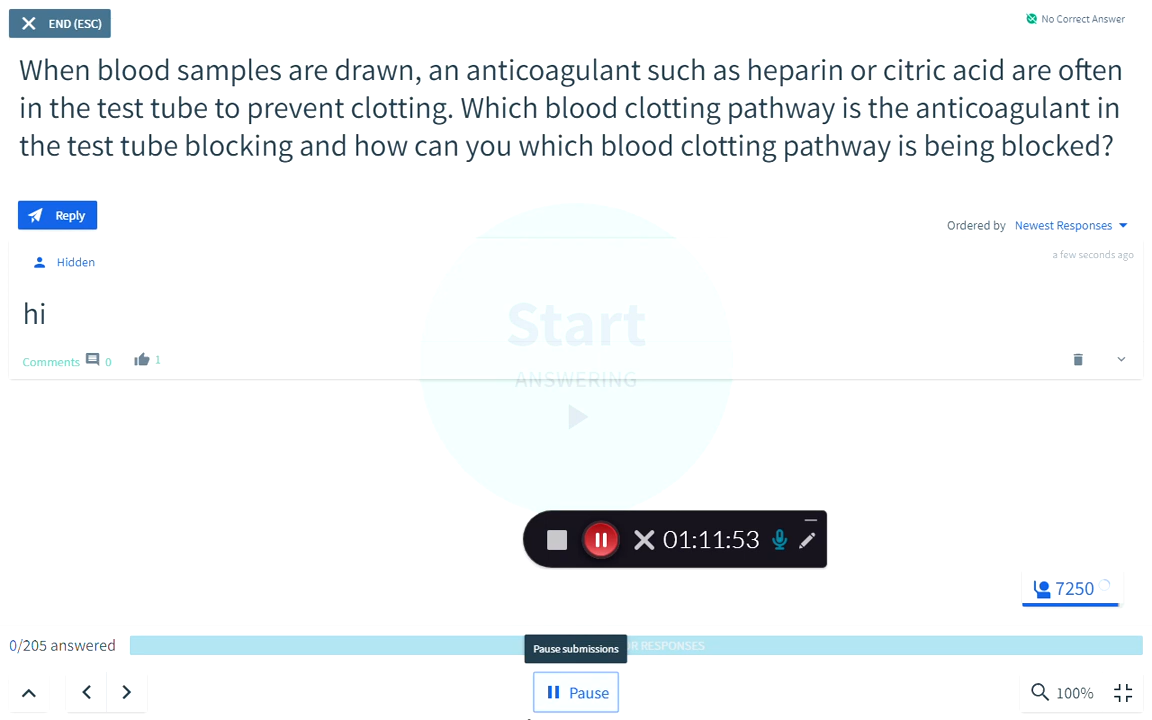 END (ESC)
No Correct Answer
When blood samples are drawn, an anticoagulant such as heparin or citric acid are often
in the test tube to prevent clotting. Which blood clotting pathway is the anticoagulant in
the test tube blocking and how can you which blood clotting pathway is being blocked?
Reply
Ordered by Newest Responses
Hidden
a few seconds ago
hi
Start
ANSWERING
Comments 0 1
01:11:53
7250
0/205 answered
R RESPONSES
Pause submissions
Pause
100%